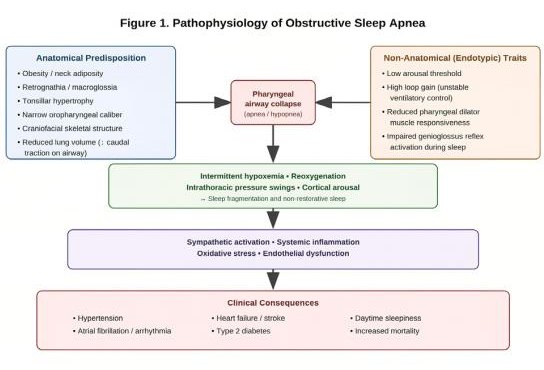 Figure 1. Pathophysiology of Obstructive Sleep Apnea
Anatomical Predisposition
• Obesity / neck adiposity
• Retrognathia / macroglossia
• Tonsillar hypertrophy
• Narrow oropharyngeal caliber
• Craniofacial skeletal structure
• Reduced lung volume (↓ caudal
traction on airway)
Pharyngeal
airway collapse
(apnea / hypopnea)
Non-Anatomical (Endotypic) Traits
• Low arousal threshold
• High loop gain (unstable
ventilatory control)
• Reduced pharyngeal dilator
muscle responsiveness
• Impaired genioglossus reflex
activation during sleep
Intermittent hypoxemia • Reoxygenation
Intrathoracic pressure swings • Cortical arousal
→ Sleep fragmentation and non-restorative sleep
Sympathetic activation • Systemic inflammation
Oxidative stress • Endothelial dysfunction
Clinical Consequences
• Hypertension
• Atrial fibrillation / arrhythmia
• Heart failure / stroke
• Type 2 diabetes
• Daytime sleepiness
• Increased mortality